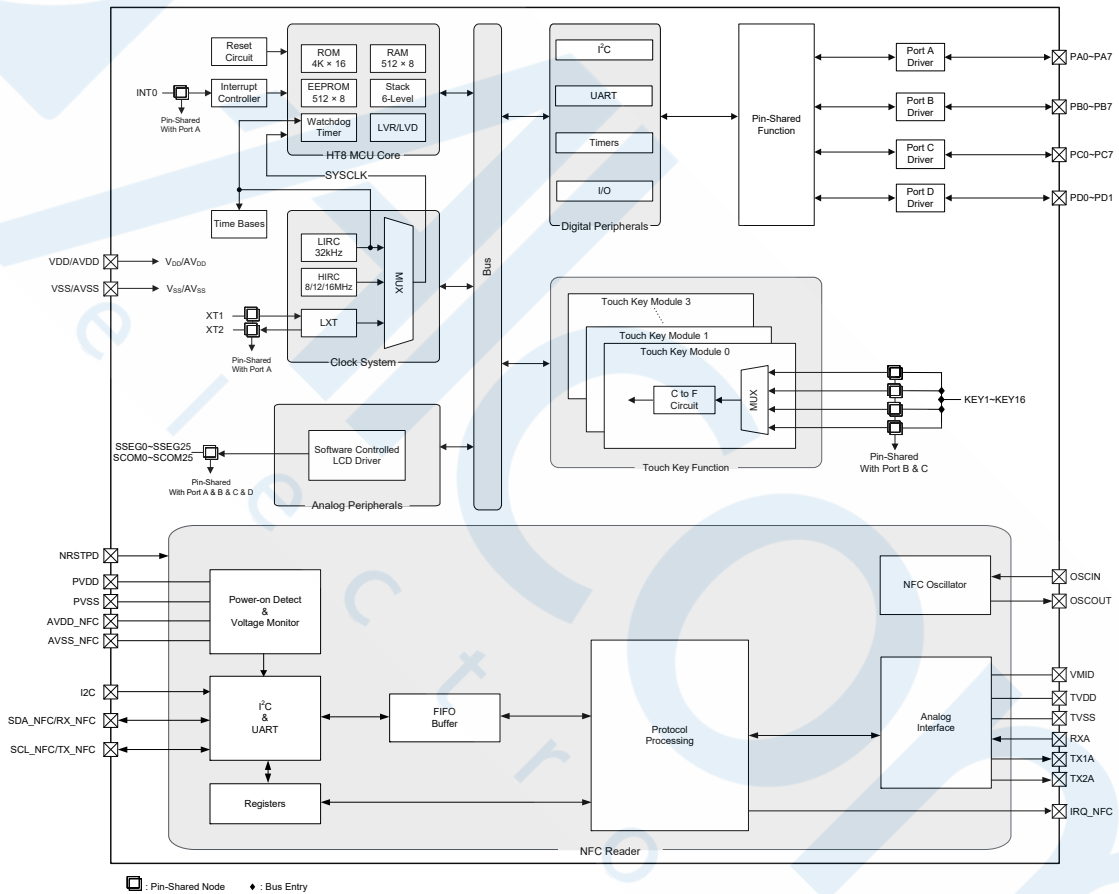 Reset
Circuit
INT0
Interrupt
Controller
Pin-Shared
With Port A
ROM
4K × 16
RAM
512 × 8
EEPROM
512 × 8
Stack
6-Level
Watchdog
Timer
LVR/LVD
HT8 MCU Core
SYSCLK
Time Bases
LIRC
32kHz
HIRC
8/12/16MHz
LXT
MUX
Clock System
VDD/AVDD
VDD/AVDD
VSS/AVSS
VSS/AVSS
XT1
XT2
Pin-Shared
With Port A
SSEG0~SSEG25
SCOM0~SCOM25
Pin-Shared
With Port A & B & C & D
Software Controlled
LCD Driver
Analog Peripherals
Bus
I²C
UART
Timers
I/O
Digital Peripherals
Pin-Shared
Function
Port A
Driver
PA0~PA7
Port B
Driver
PB0~PB7
Port C
Driver
PC0~PC7
Port D
Driver
PD0~PD1
Touch Key Module 3
Touch Key Module 1
Touch Key Module 0
C to F
Circuit
MUX
Touch Key Function
KEY1~KEY16
Pin-Shared
With Port B & C
NRSTPD
PVDD
PVSS
AVDD_NFC
AVSS_NFC
I2C
SDA_NFC/RX_NFC
SCL_NFC/TX_NFC
Power-on Detect
&
Voltage Monitor
I²C
&
UART
Registers
FIFO
Buffer
Protocol
Processing
NFC Oscillator
Analog
Interface
OSCIN
OSCOUT
VMID
TVDD
TVSS
RXA
TX1A
TX2A
IRQ_NFC
NFC Reader
: Pin-Shared Node
: Bus Entry